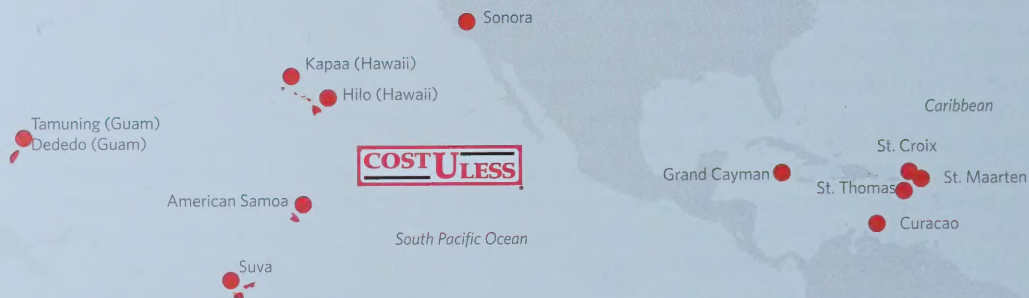 Sonora
Kapaa (Hawaii)
Hilo (Hawaii)
Caribbean
Tamuning (Guam)
Dededo (Guam)
St. Croix
COST U LESS
Grand Cayman
St. Thomas
St. Maarten
American Samoa
Curacao
South Pacific Ocean
Suva